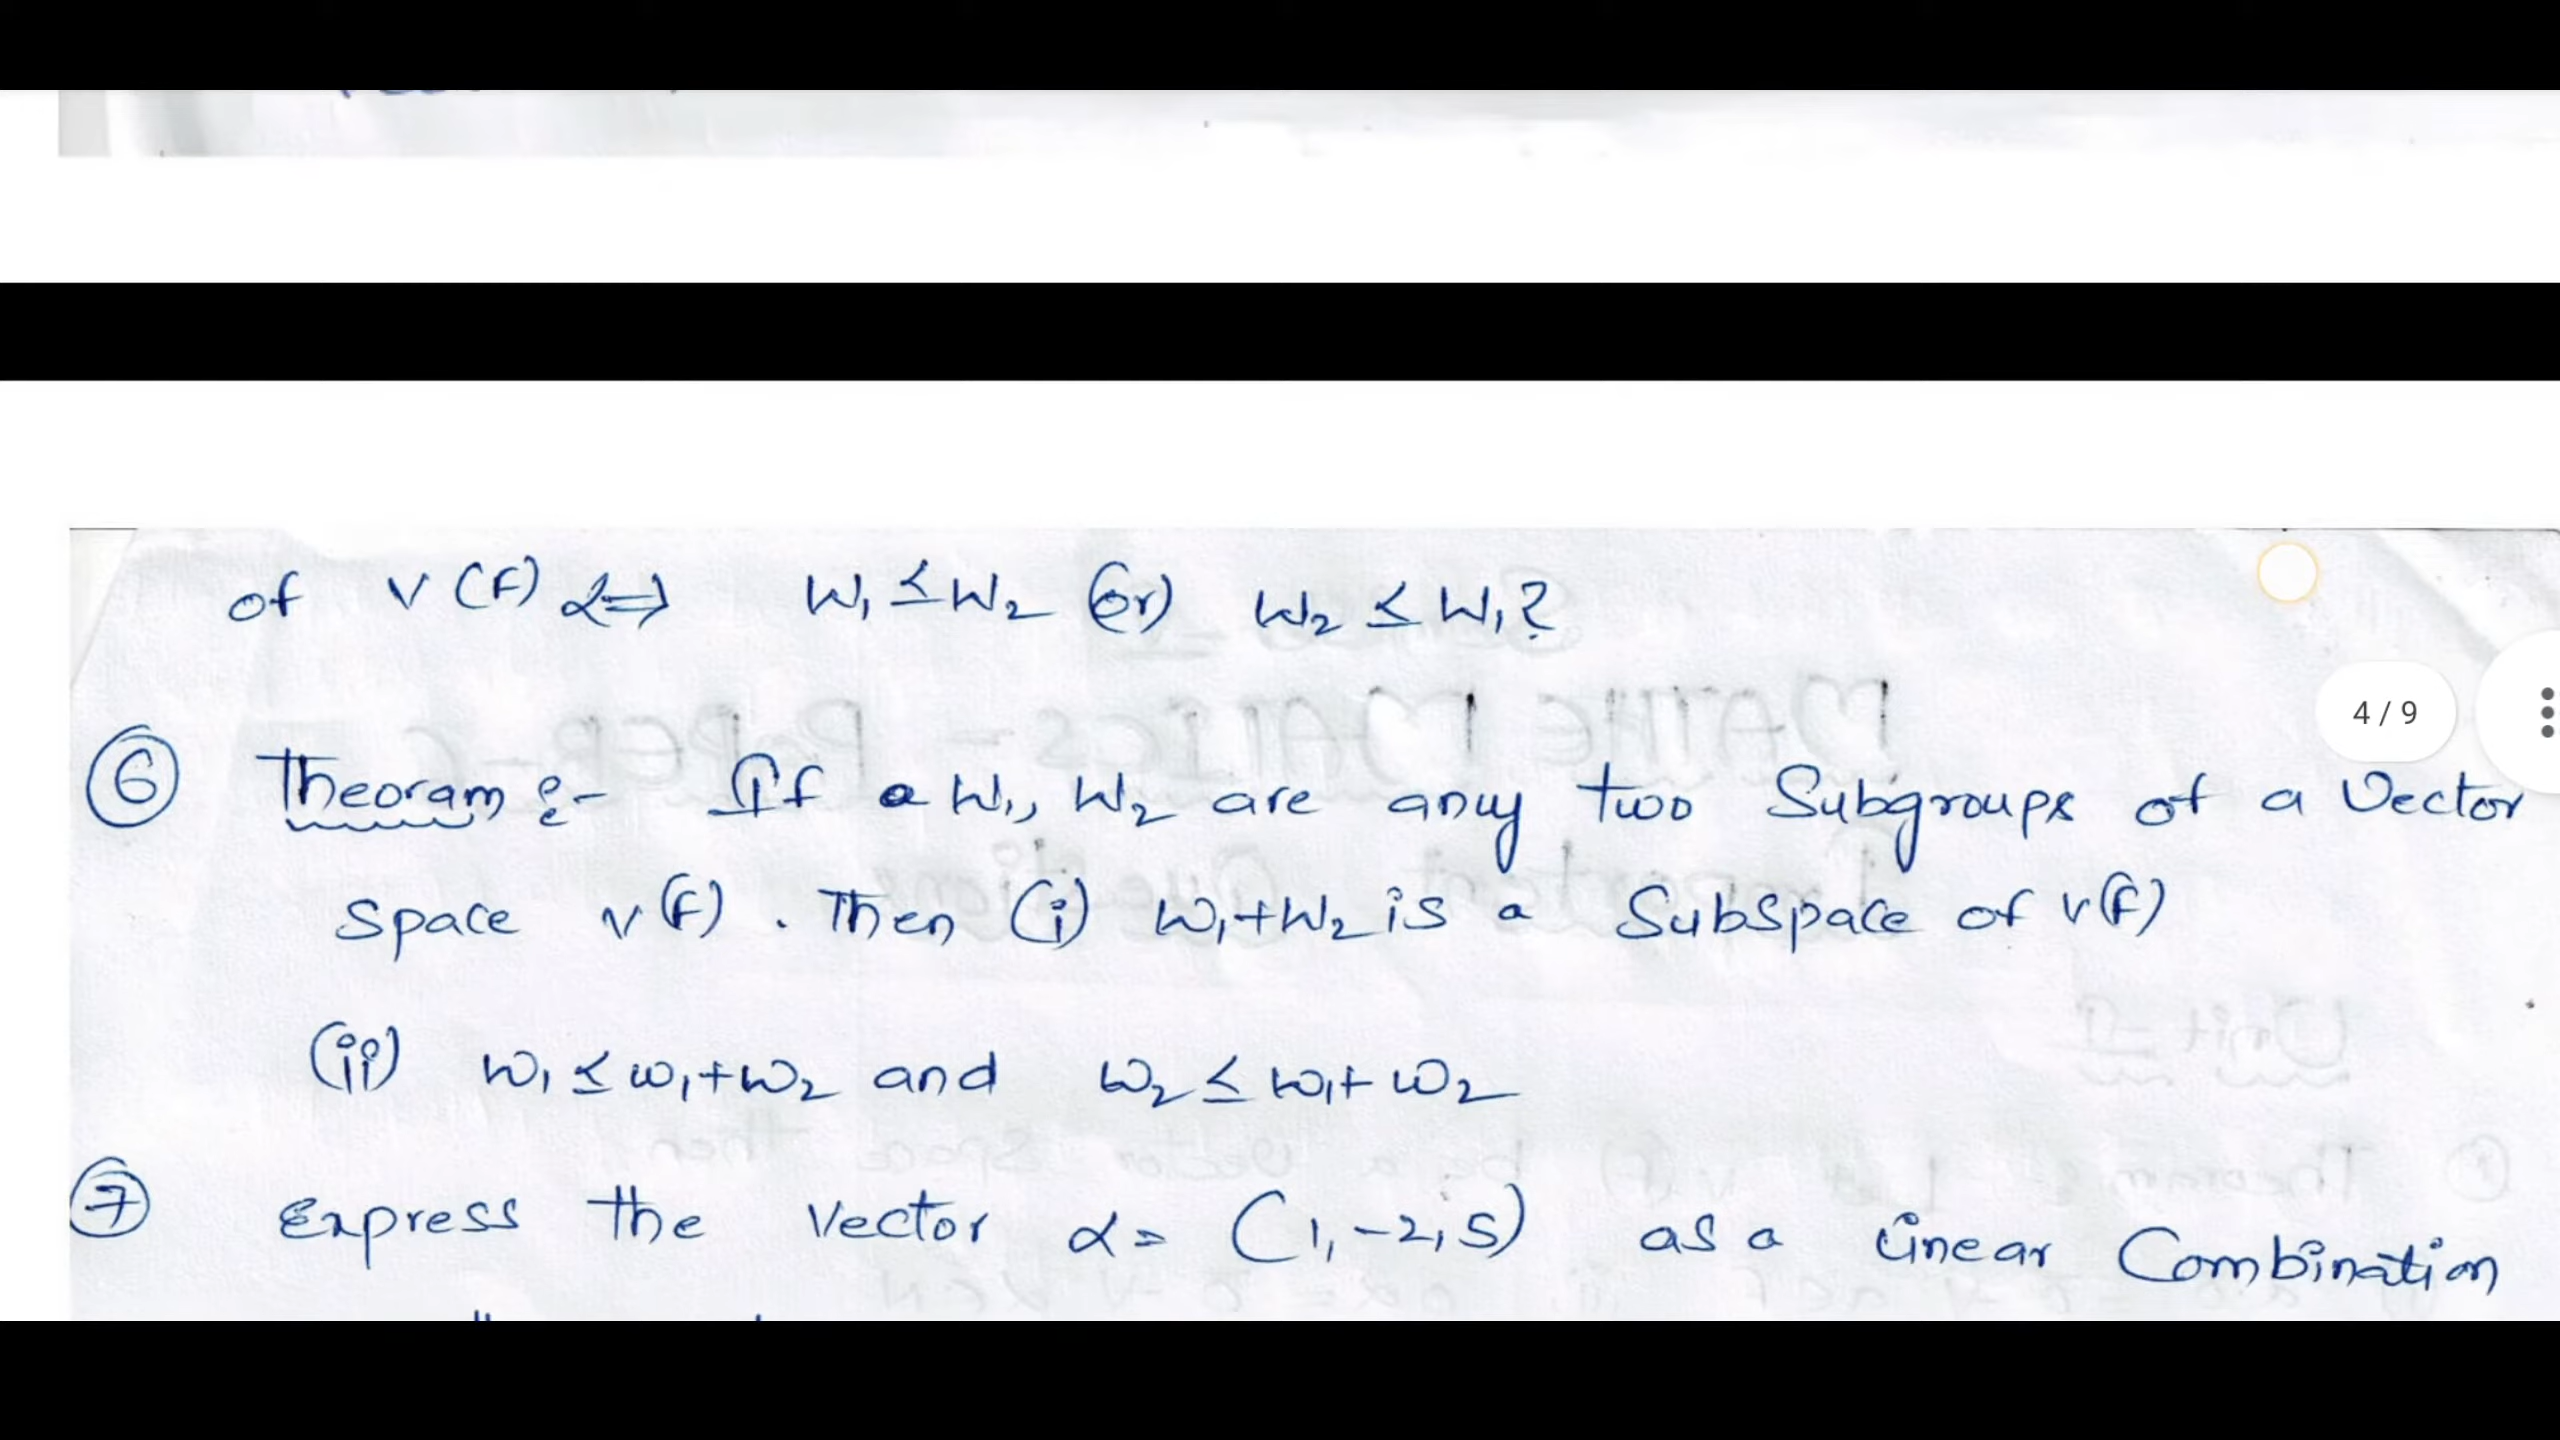 of V(F) ⟺ W₁ ≤ W₂ (or) W₂ ≤ W₁?
4 / 9
⑥ Theoram :- If W₁, W₂ are any two Subgroups of a Vector
Space V(F). Then (i) W₁+W₂ is a Subspace of V(F)
(ii) W₁ ≤ W₁+W₂ and W₂ ≤ W₁+W₂
⑦ Express the Vector α = (1,-2,5) as a linear Combination